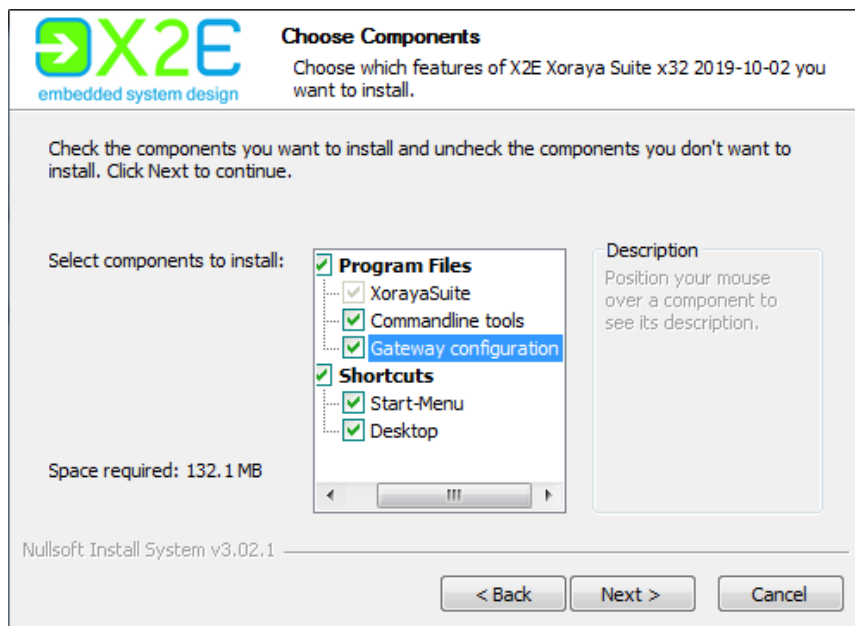 X2E
embedded system design
Choose Components
Choose which features of X2E Xoraya Suite x32 2019-10-02 you
want to install.
Check the components you want to install and uncheck the components you don't want to
install. Click Next to continue.
Select components to install:
Program Files
XorayaSuite
Commandline tools
Gateway configuration
Shortcuts
Start-Menu
Desktop
Description
Position your mouse
over a component to
see its description.
Space required: 132.1 MB
Nullsoft Install System v3.02.1
< Back
Next >
Cancel